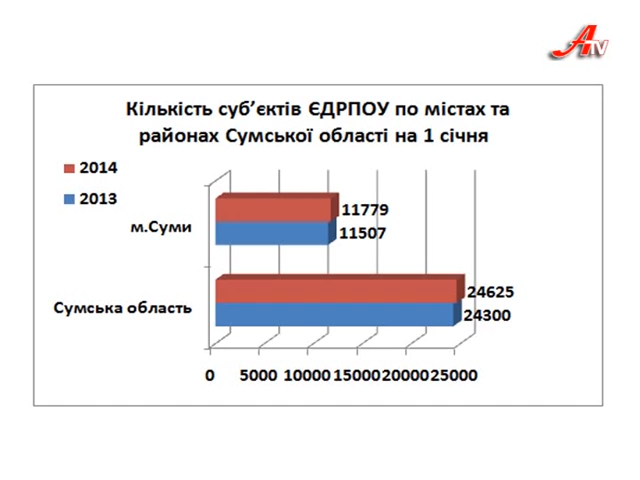 ATV
Кількість суб’єктів ЄДРПОУ по містах та
районах Сумської області на 1 січня
2014
2013
м.Суми
11779
11507
Сумська область
24625
24300
0 5000 10000 15000 20000 25000